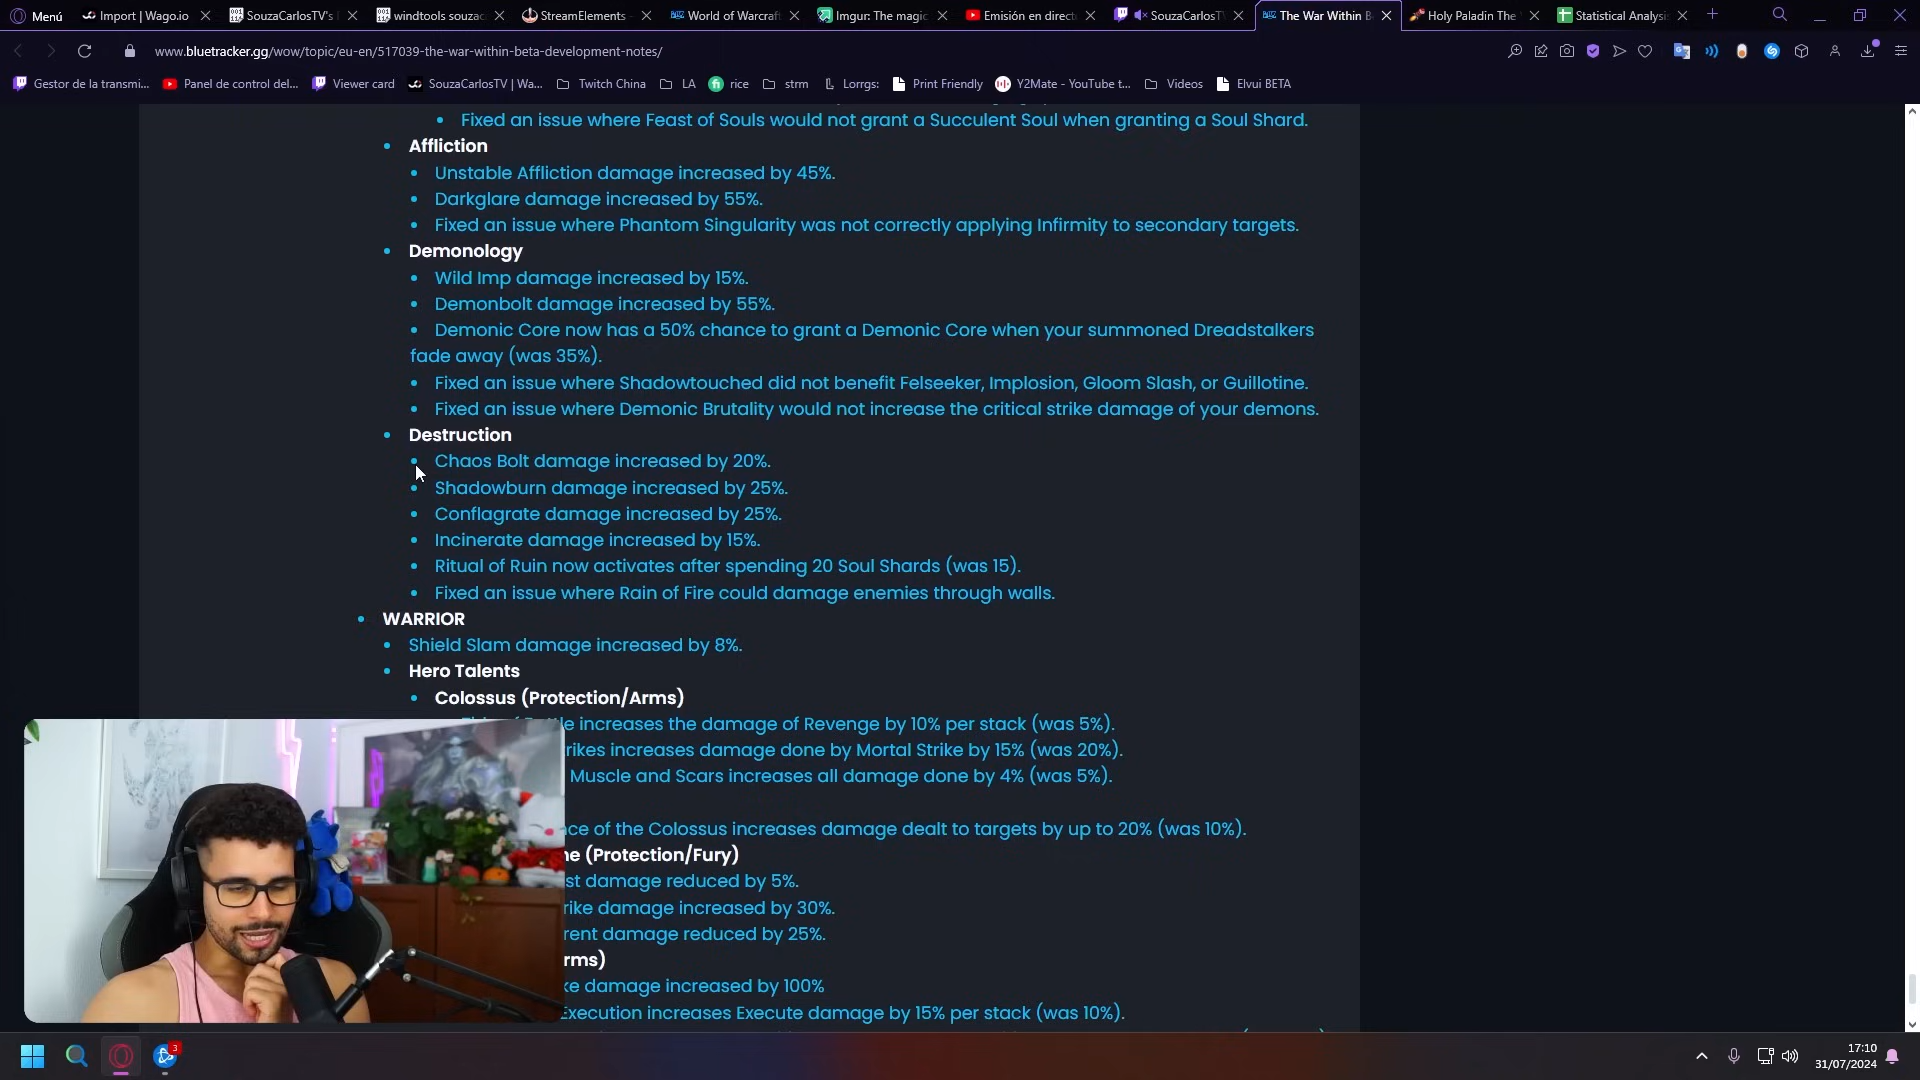 Menú
Import | Wago.io
SouzaCarlosTV's
windtools souzac
StreamElements
World of Warcraft
Imgur: The magic
Emisión en direct
SouzaCarlosTV
The War Within B
Holy Paladin The
Statistical Analysis
www.bluetracker.gg/wow/topic/eu-en/517039-the-war-within-beta-development-notes/
Gestor de la transmi...
Panel de control del...
Viewer card
SouzaCarlosTV | Wa...
Twitch China
LA
rice
strm
Lorrgs:
Print Friendly
Y2Mate - YouTube t...
Videos
Elvui BETA
Fixed an issue where Feast of Souls would not grant a Succulent Soul when granting a Soul Shard.
Affliction
Unstable Affliction damage increased by 45%.
Darkglare damage increased by 55%.
Fixed an issue where Phantom Singularity was not correctly applying Infirmity to secondary targets.
Demonology
Wild Imp damage increased by 15%.
Demonbolt damage increased by 55%.
Demonic Core now has a 50% chance to grant a Demonic Core when your summoned Dreadstalkers
fade away (was 35%).
Fixed an issue where Shadowtouched did not benefit Felseeker, Implosion, Gloom Slash, or Guillotine.
Fixed an issue where Demonic Brutality would not increase the critical strike damage of your demons.
Destruction
Chaos Bolt damage increased by 20%.
Shadowburn damage increased by 25%.
Conflagrate damage increased by 25%.
Incinerate damage increased by 15%.
Ritual of Ruin now activates after spending 20 Soul Shards (was 15).
Fixed an issue where Rain of Fire could damage enemies through walls.
WARRIOR
Shield Slam damage increased by 8%.
Hero Talents
Colossus (Protection/Arms)
increases the damage of Revenge by 10% per stack (was 5%).
rikes increases damage done by Mortal Strike by 15% (was 20%).
Muscle and Scars increases all damage done by 4% (was 5%).
ce of the Colossus increases damage dealt to targets by up to 20% (was 10%).
ne (Protection/Fury)
st damage reduced by 5%.
rike damage increased by 30%.
rent damage reduced by 25%.
rms)
ke damage increased by 100%
Execution increases Execute damage by 15% per stack (was 10%).
3
17:10
31/07/2024